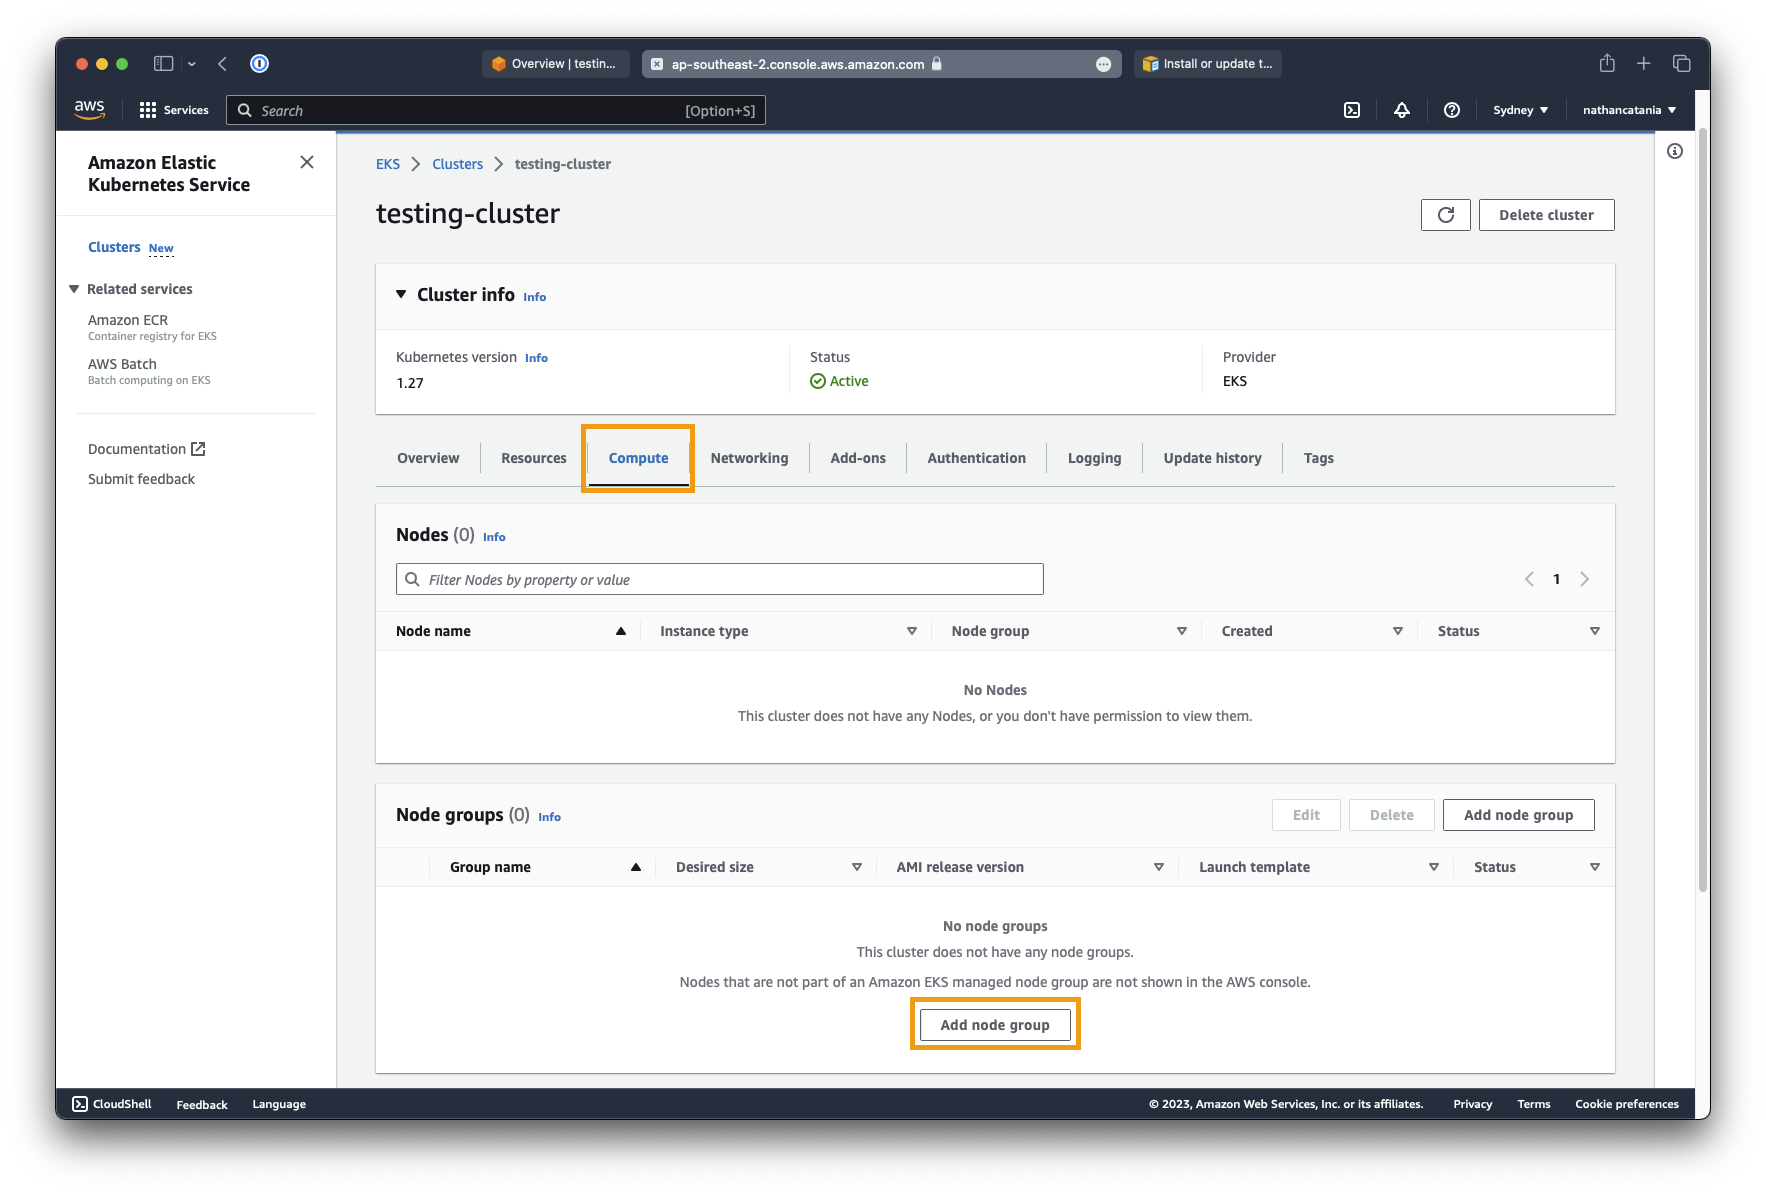 Overview | testin...
ap-southeast-2.console.aws.amazon.com
Install or update t...
aws
Services
Search
[Option+S]
Sydney
nathancatania
Amazon Elastic
Kubernetes Service
Clusters New
Related services
Amazon ECR
Container registry for EKS
AWS Batch
Batch computing on EKS
Documentation
Submit feedback
EKS Clusters testing-cluster
testing-cluster
Delete cluster
Cluster info Info
Kubernetes version Info
1.27
Status
Active
Provider
EKS
Overview
Resources
Compute
Networking
Add-ons
Authentication
Logging
Update history
Tags
Nodes (0) Info
Filter Nodes by property or value
1
Node name
Instance type
Node group
Created
Status
No Nodes
This cluster does not have any Nodes, or you don't have permission to view them.
Node groups (0) Info
Edit
Delete
Add node group
Group name
Desired size
AMI release version
Launch template
Status
No node groups
This cluster does not have any node groups.
Nodes that are not part of an Amazon EKS managed node group are not shown in the AWS console.
Add node group
CloudShell
Feedback
Language
© 2023, Amazon Web Services, Inc. or its affiliates.
Privacy
Terms
Cookie preferences